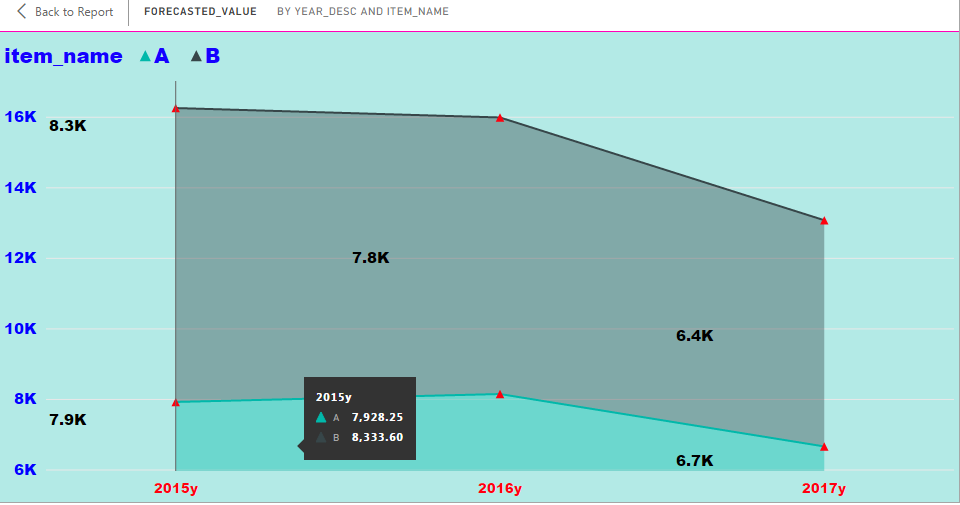 Back to Report FORECASTED_VALUE BY YEAR_DESC AND ITEM_NAME
item_name A B
16K
8.3K
14K
12K
7.8K
10K
6.4K
8K
7.9K
2015y
A 7,928.25
B 8,333.60
6.7K
6K
2015y 2016y 2017y